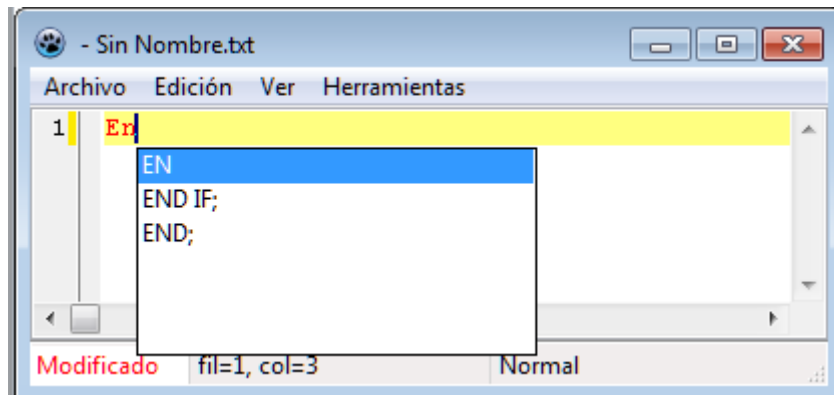 - Sin Nombre.txt
Archivo Edición Ver Herramientas
1 En
EN
END IF;
END;
Modificado fil=1, col=3 Normal